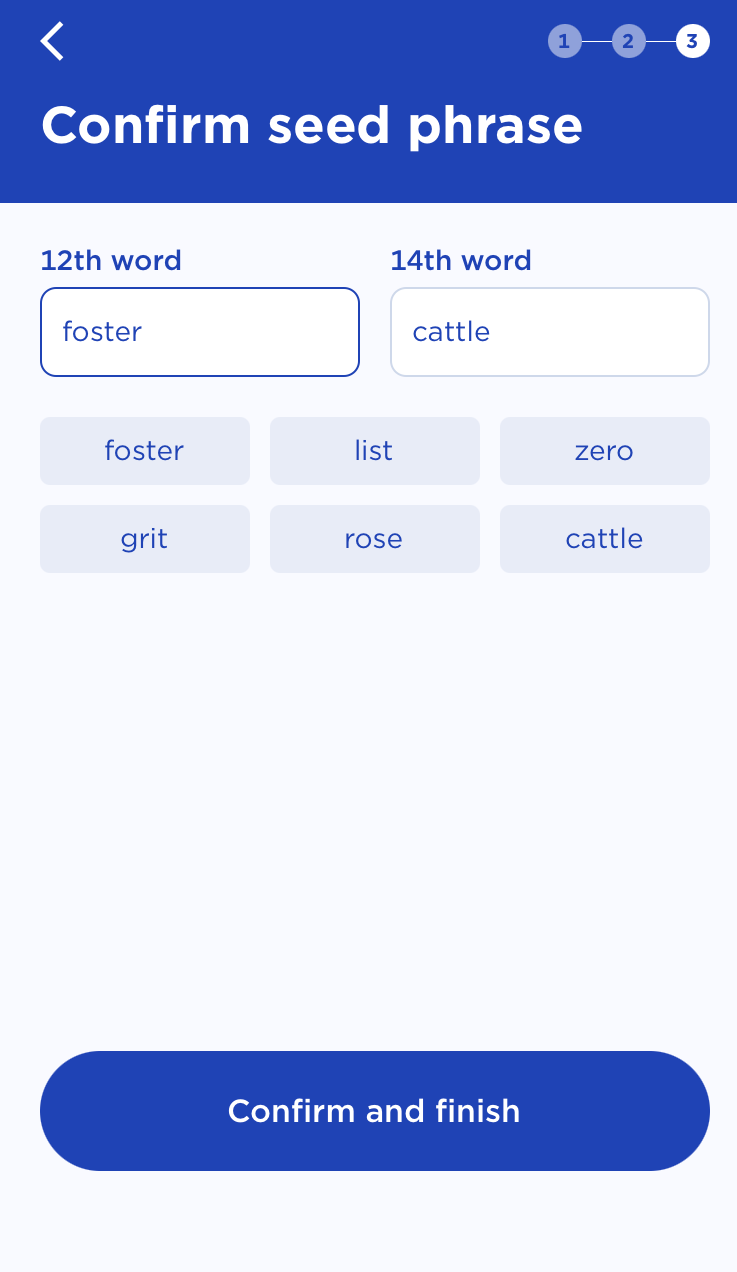 1 2 3
Confirm seed phrase
12th word 14th word
foster cattle
foster list zero
grit rose cattle
Confirm and finish